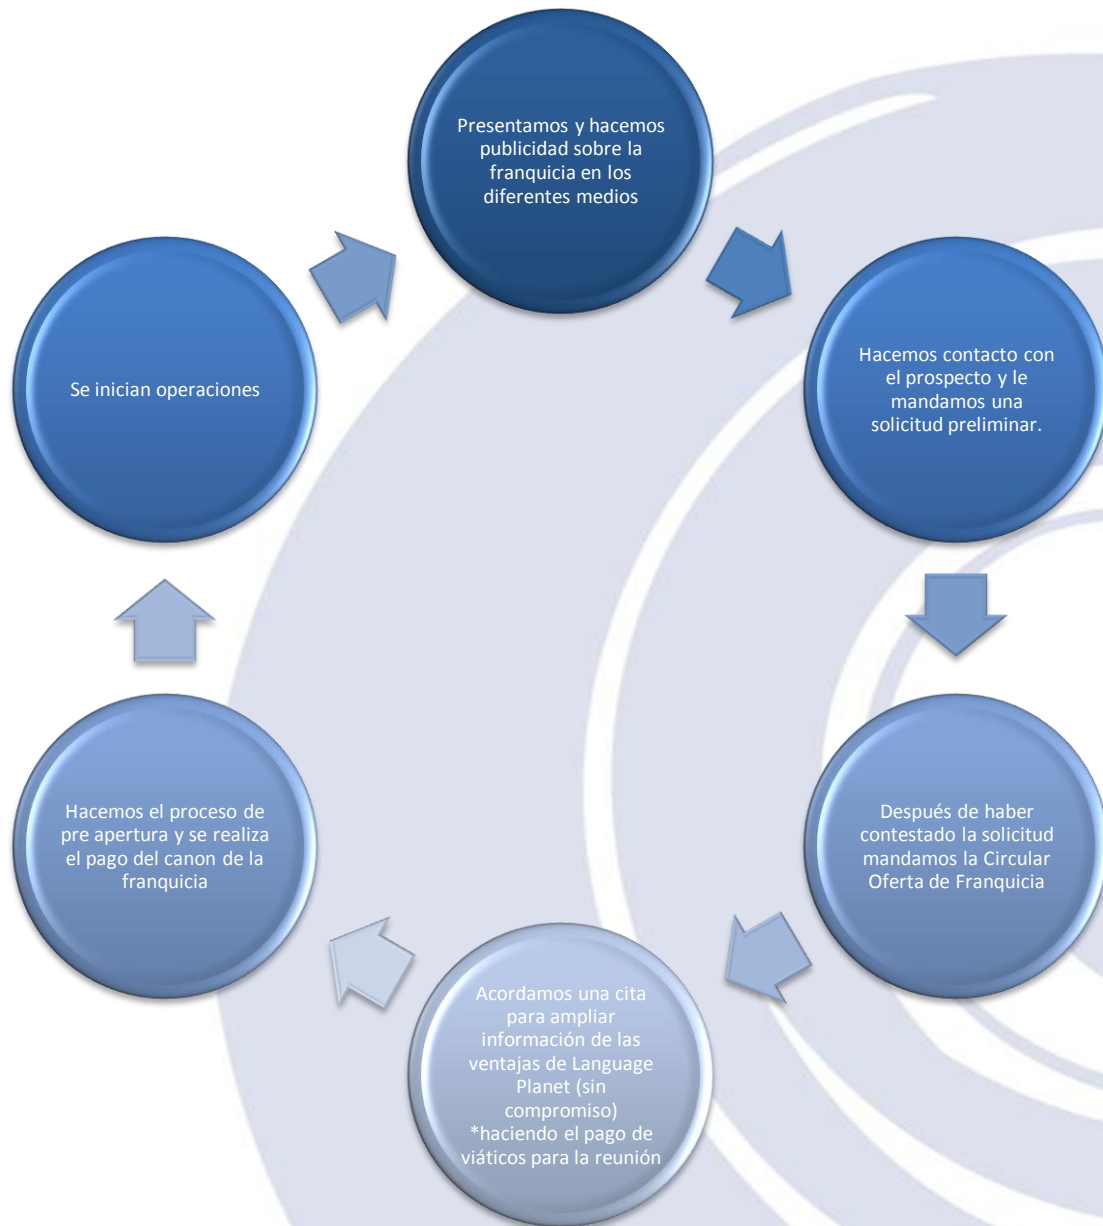 Presentamos y hacemos
publicidad sobre la
franquicia en los
diferentes medios
Hacemos contacto con
el prospecto y le
mandamos una
solicitud preliminar.
Después de haber
contestado la solicitud
mandamos la Circular
Oferta de Franquicia
Acordamos una cita
para ampliar
información de las
ventajas de Language
Planet (sin
compromiso)
*haciendo el pago de
viáticos para la reunión
Hacemos el proceso de
pre apertura y se realiza
el pago del canon de la
franquicia
Se inician operaciones